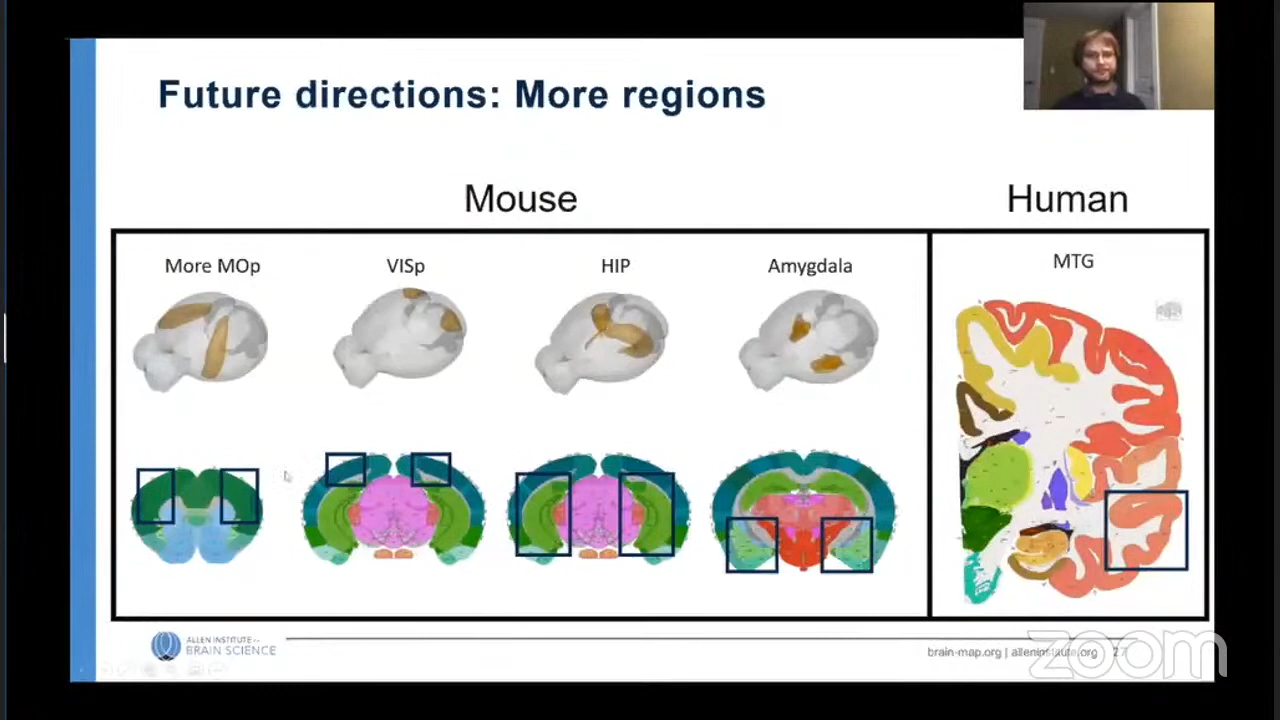 Future directions: More regions
Mouse
Human
More MOp
VISp
HIP
Amygdala
MTG
ALLEN INSTITUTE for
BRAIN SCIENCE
brain-map.org | alleninstitute.org | 27
zoom